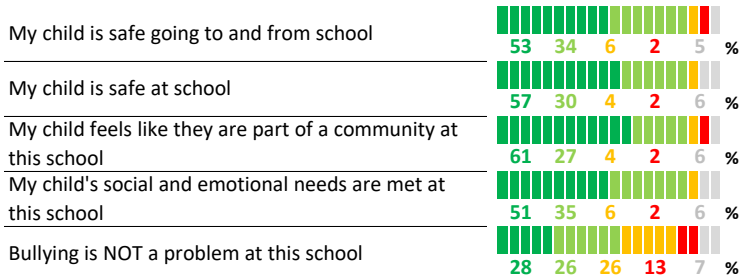 My child is safe going to and from school
53 34 6 2 5 %
My child is safe at school
57 30 4 2 6 %
My child feels like they are part of a community at
this school
61 27 4 2 6 %
My child's social and emotional needs are met at
this school
51 35 6 2 6 %
Bullying is NOT a problem at this school
28 26 26 13 7 %